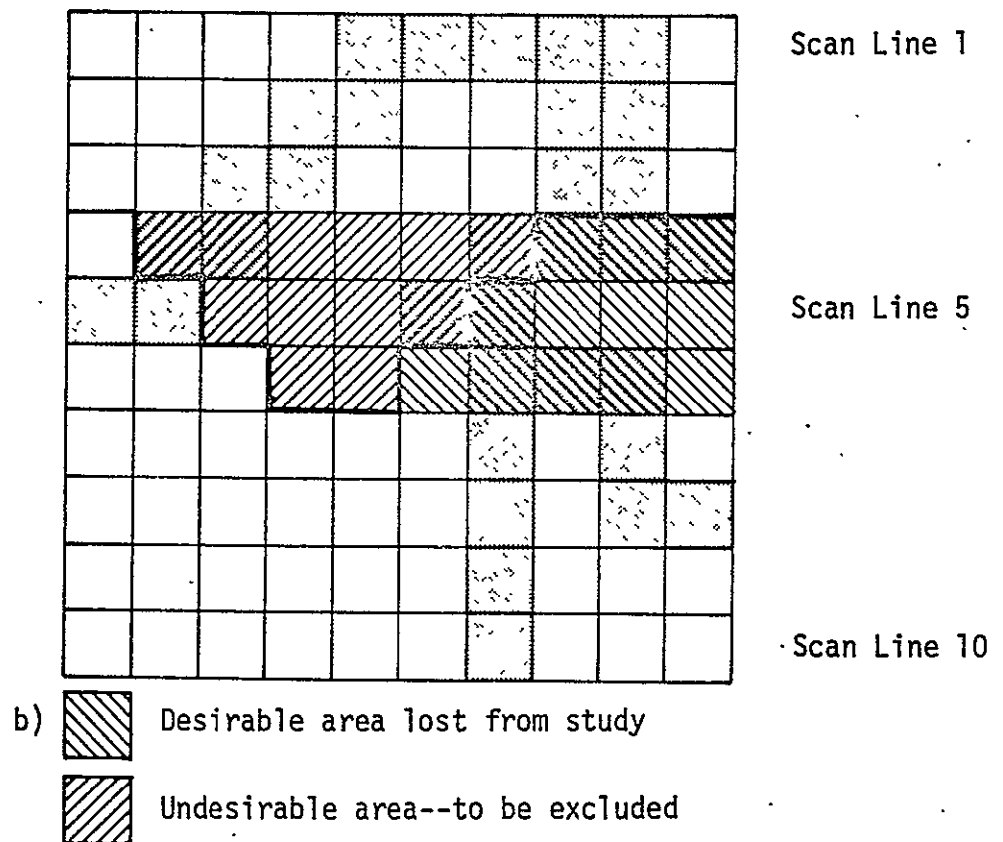 Scan Line 1
Scan Line 5
Scan Line 10
b) Desirable area lost from study
Undesirable area--to be excluded